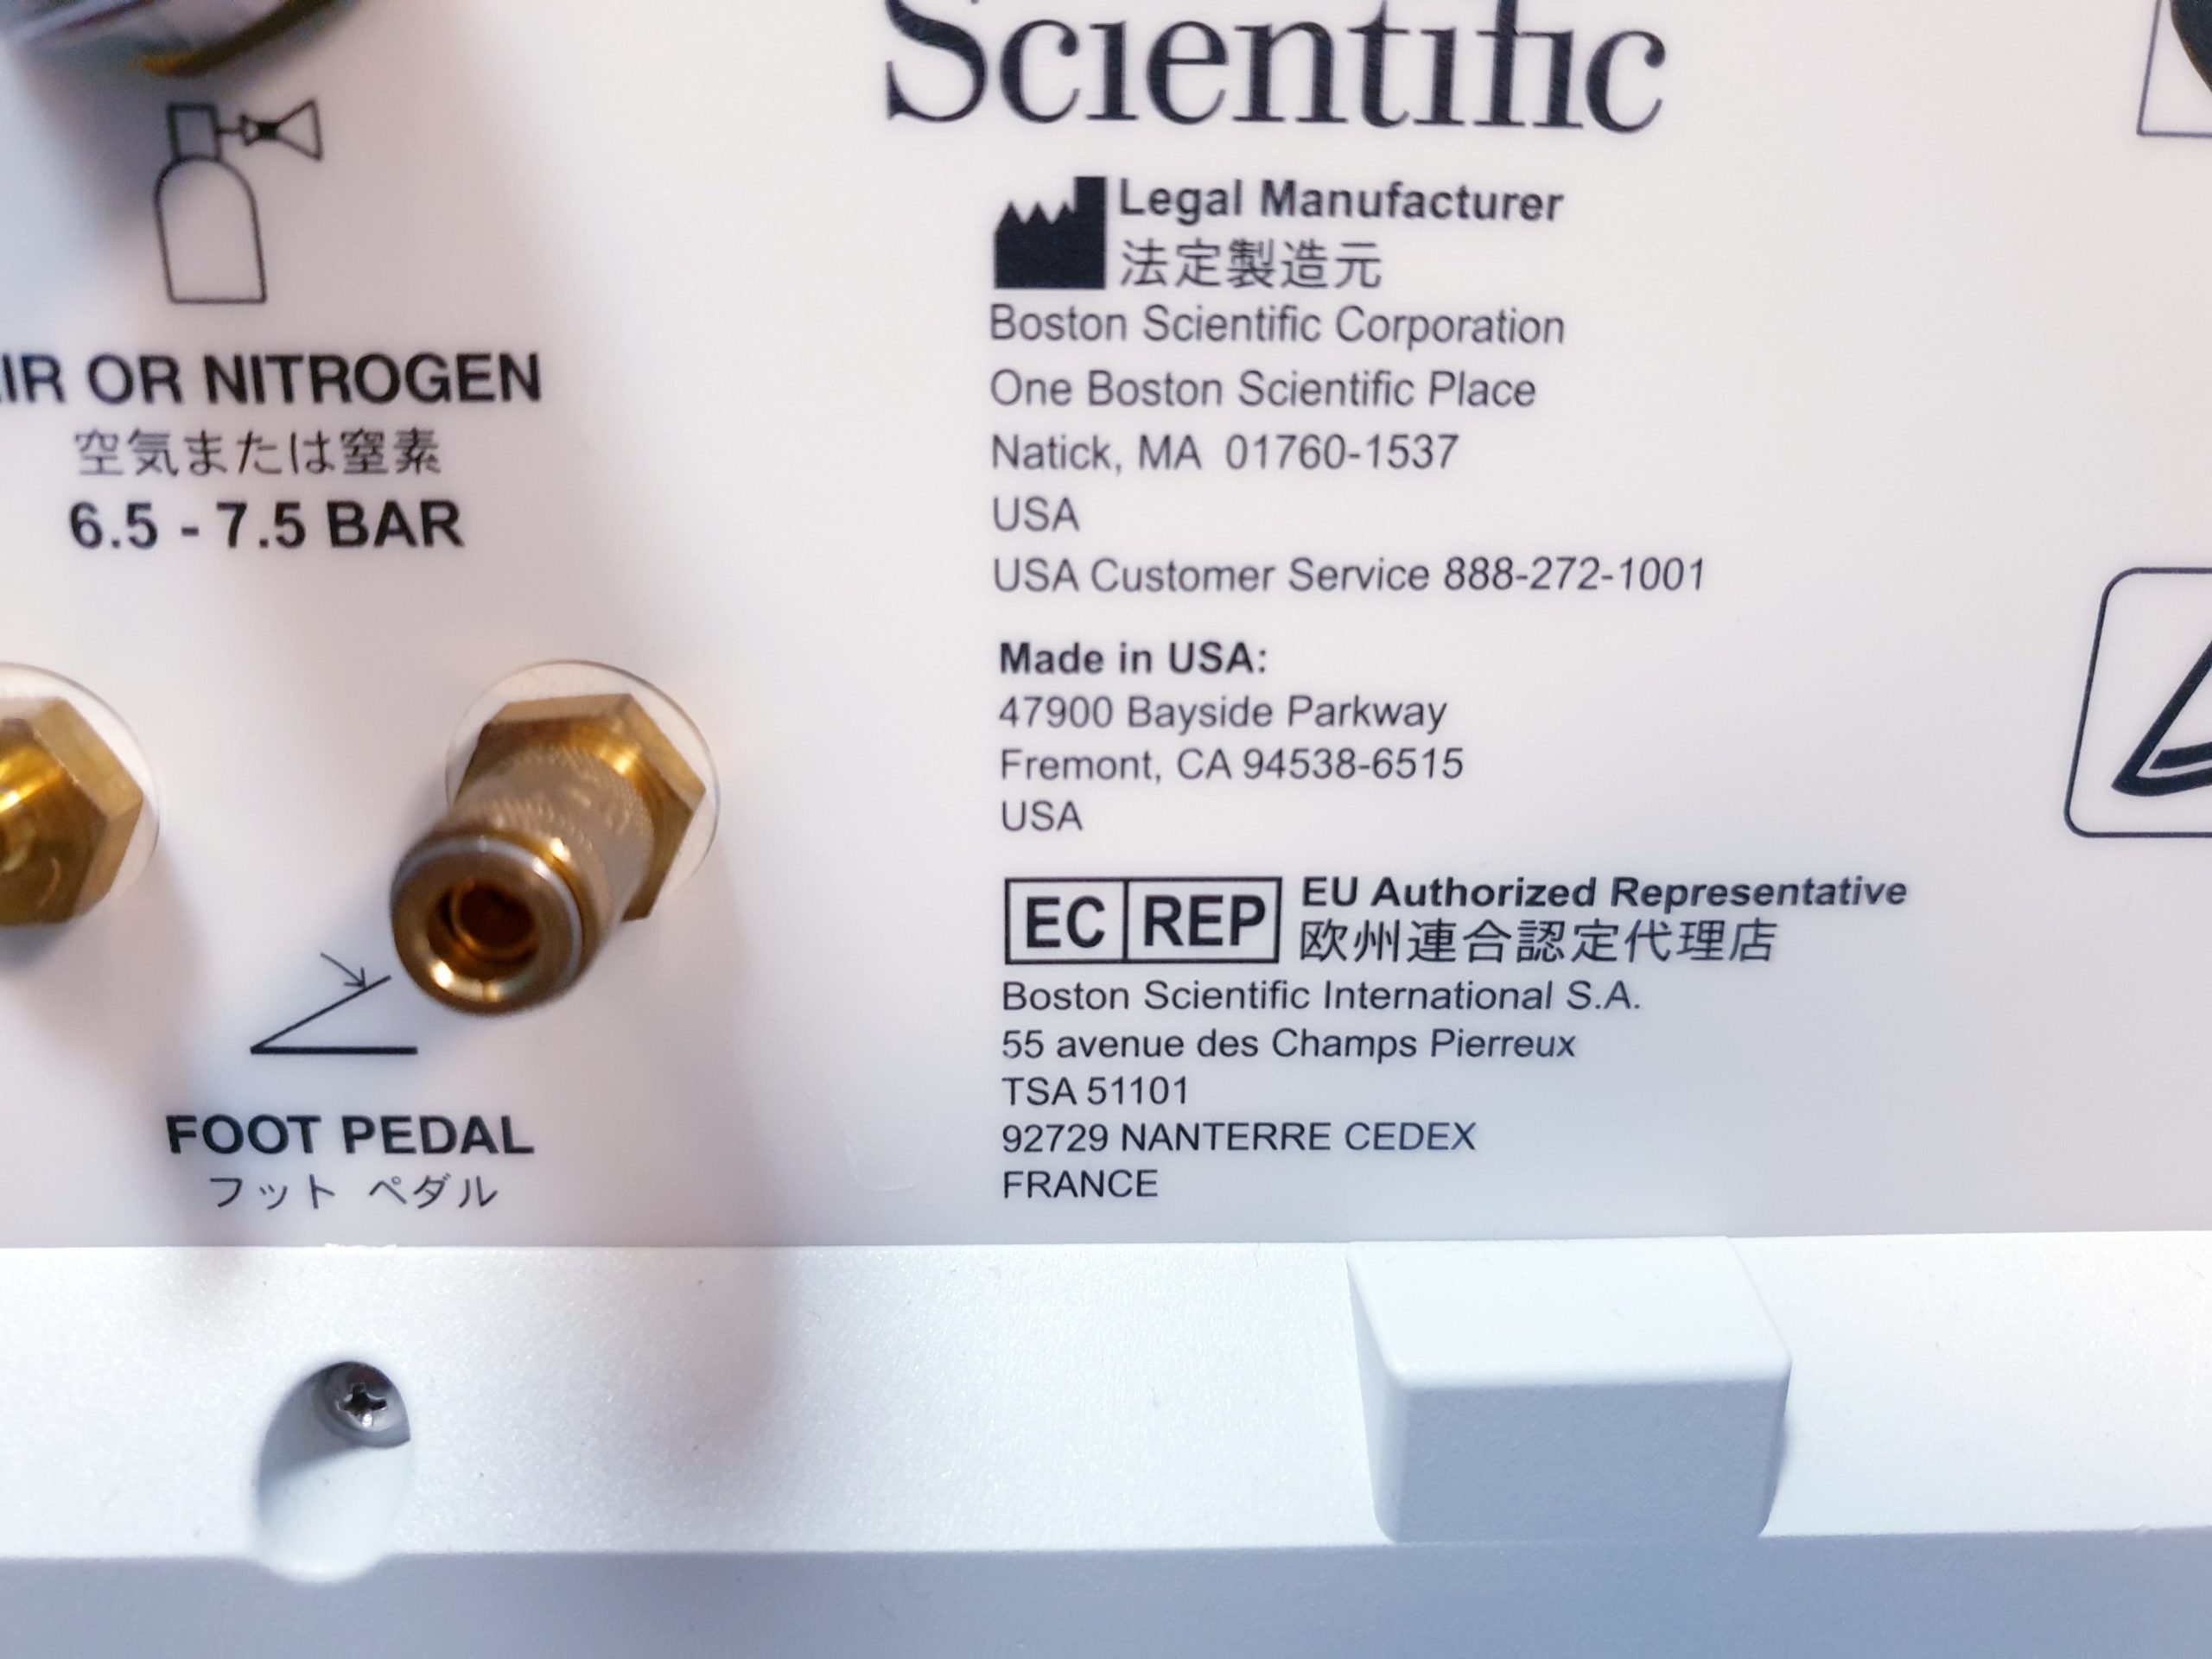 Scientific
Legal Manufacturer
法定製造元
Boston Scientific Corporation
One Boston Scientific Place
Natick, MA 01760-1537
USA
USA Customer Service 888-272-1001
Made in USA:
47900 Bayside Parkway
Fremont, CA 94538-6515
USA
EC REP
EU Authorized Representative
欧州連合認定代理店
Boston Scientific International S.A.
55 avenue des Champs Pierreux
TSA 51101
92729 NANTERRE CEDEX
FRANCE
OR NITROGEN
空気または窒素
6.5 - 7.5 BAR
FOOT PEDAL
フット ペダル